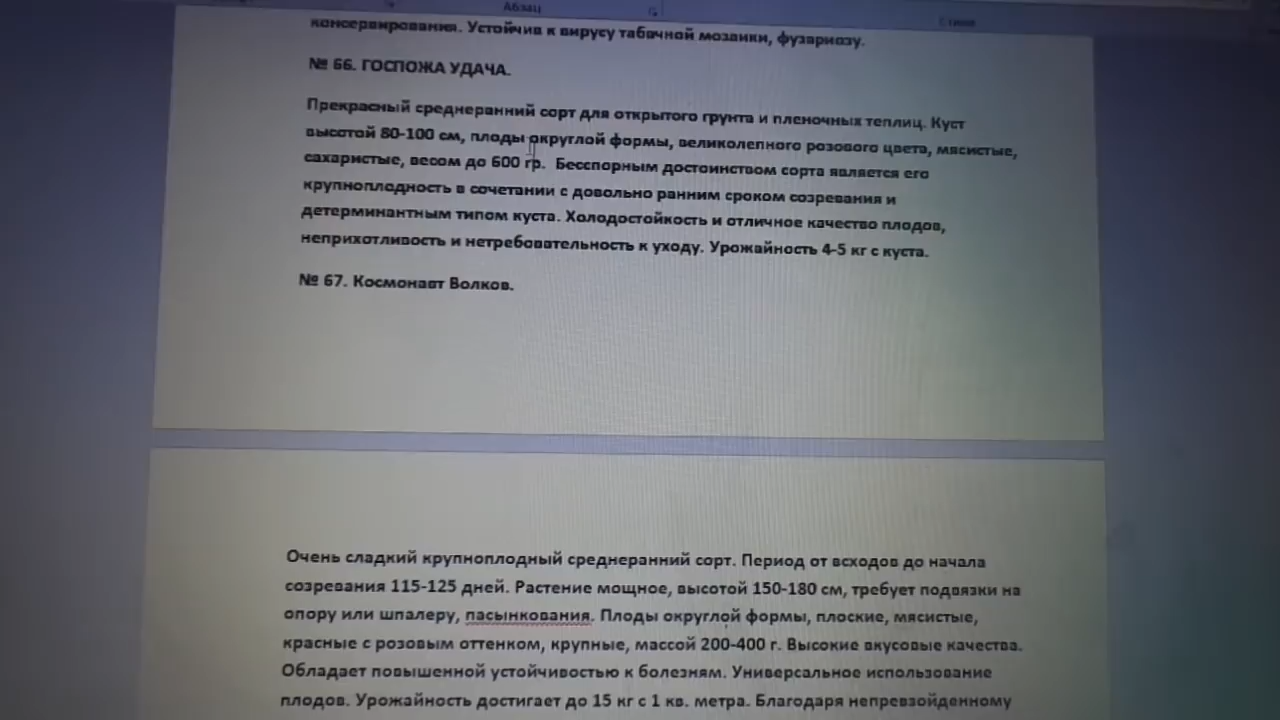 Абзац
Стили
консервирования. Устойчив к вирусу табачной мозаики, фузариозу.
№ 66. ГОСПОЖА УДАЧА.
Прекрасный среднеранний сорт для открытого грунта и пленочных теплиц. Куст
высотой 80-100 см, плоды округлой формы, великолепного розового цвета, мясистые,
сахаристые, весом до 600 гр. Бесспорным достоинством сорта является его
крупноплодность в сочетании с довольно ранним сроком созревания и
детерминантным типом куста. Холодостойкость и отличное качество плодов,
неприхотливость и нетребовательность к уходу. Урожайность 4-5 кг с куста.
№ 67. Космонавт Волков.
Очень сладкий крупноплодный среднеранний сорт. Период от всходов до начала
созревания 115-125 дней. Растение мощное, высотой 150-180 см, требует подвязки на
опору или шпалеру, пасынкования. Плоды округлой формы, плоские, мясистые,
красные с розовым оттенком, крупные, массой 200-400 г. Высокие вкусовые качества.
Обладает повышенной устойчивостью к болезням. Универсальное использование
плодов. Урожайность достигает до 15 кг с 1 кв. метра. Благодаря непревзойденному